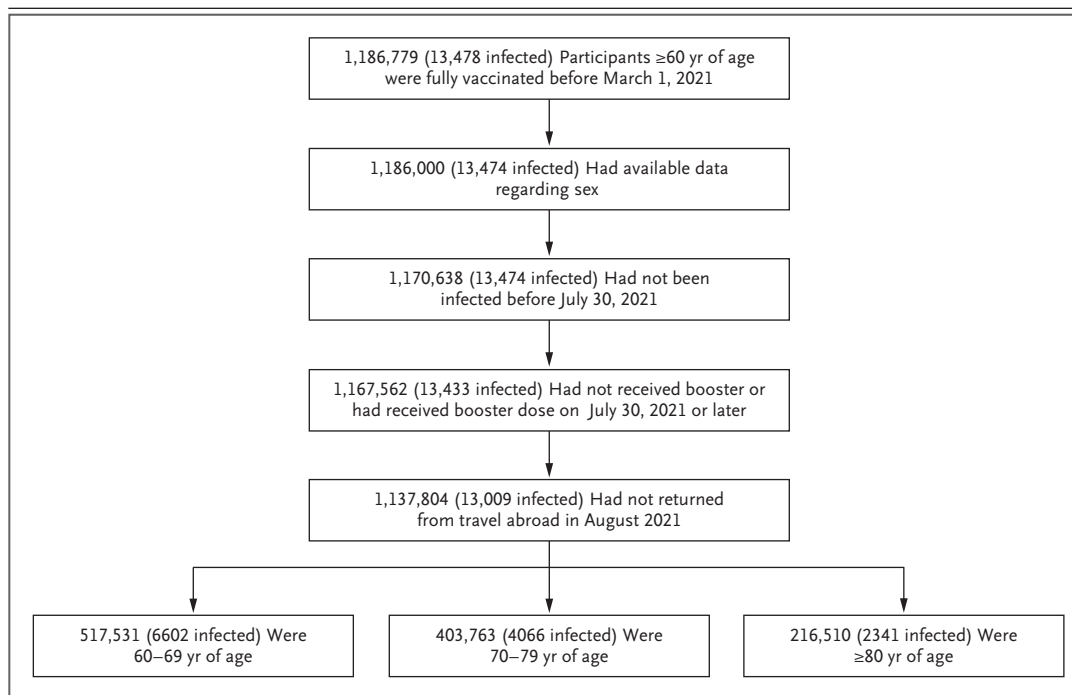 1,186,779 (13,478 infected) Participants ≥60 yr of age
were fully vaccinated before March 1, 2021
1,186,000 (13,474 infected) Had available data
regarding sex
1,170,638 (13,474 infected) Had not been
infected before July 30, 2021
1,167,562 (13,433 infected) Had not received booster or
had received booster dose on July 30, 2021 or later
1,137,804 (13,009 infected) Had not returned
from travel abroad in August 2021
517,531 (6602 infected) Were
60–69 yr of age
403,763 (4066 infected) Were
70–79 yr of age
216,510 (2341 infected) Were
≥80 yr of age